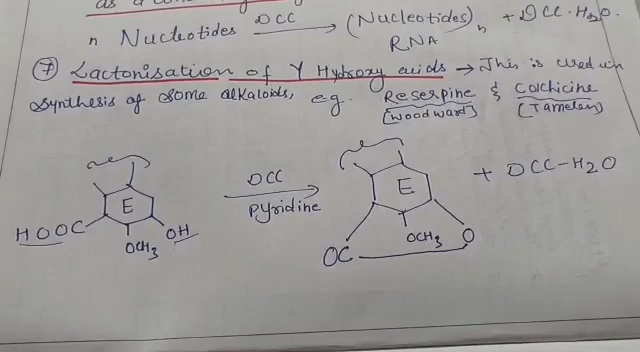 as a
n Nucleotides DCC (Nucleotides)n + DCC·H2O.
RNA
⑦ Lactonisation of γ Hydroxy acids → This is used in
synthesis of some alkaloids, e.g. Reserpine & Colchicine
[Woodward] [Tamelen]
E DCC E + DCC-H2O
Pyridine
HOOC OH
OCH3 OCH3 O
OC